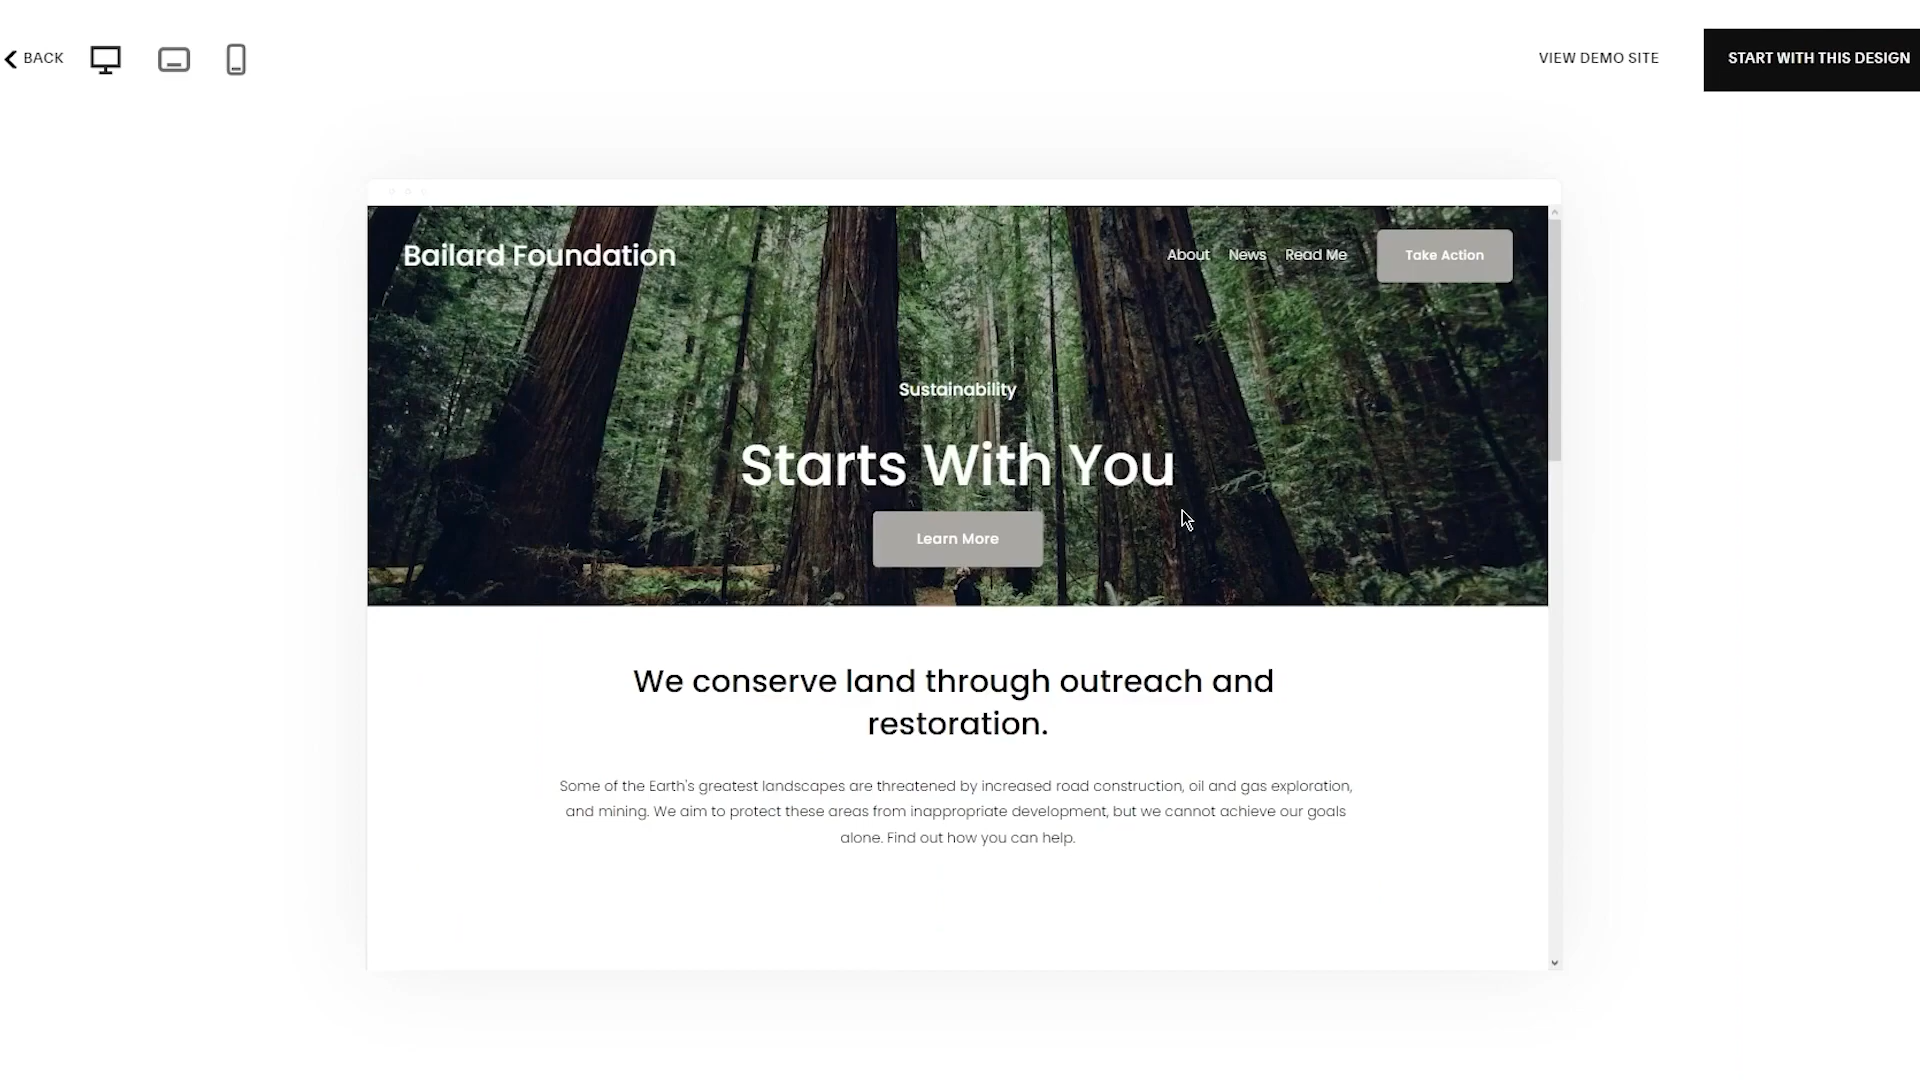 BACK
VIEW DEMO SITE
START WITH THIS DESIGN
Bailard Foundation
About News Read Me Take Action
Sustainability
Starts With You
Learn More
We conserve land through outreach and
restoration.
Some of the Earth's greatest landscapes are threatened by increased road construction, oil and gas exploration,
and mining. We aim to protect these areas from inappropriate development, but we cannot achieve our goals
alone. Find out how you can help.